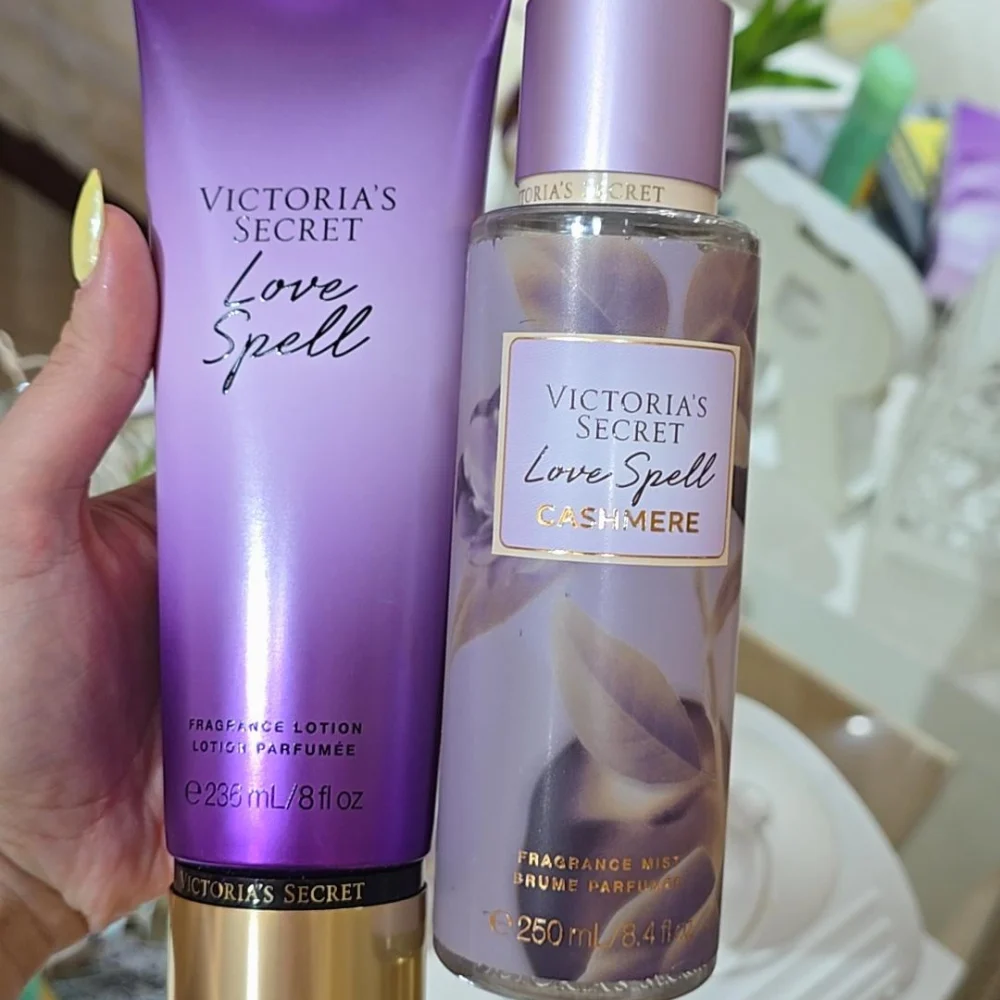 VICTORIA'S
SECRET
Love
Spell
FRAGRANCE LOTION
LOTION PARFUMÉE
℮236 mL/8 fl oz
VICTORIA'S SECRET
TORIA'S SECRET
VICTORIA'S
SECRET
Love Spell
CASHMERE
FRAGRANCE MIST
BRUME PARFUMÉE
℮250 mL/8.4 fl oz